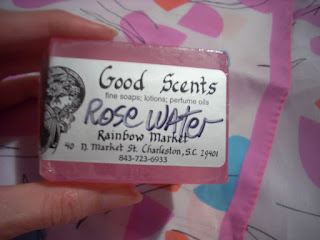 Good Scents
fine soaps; lotions; perfume oils
ROSE WATER
Rainbow Market
40 N. Market St. Charleston, S.C. 29401
843-723-6933